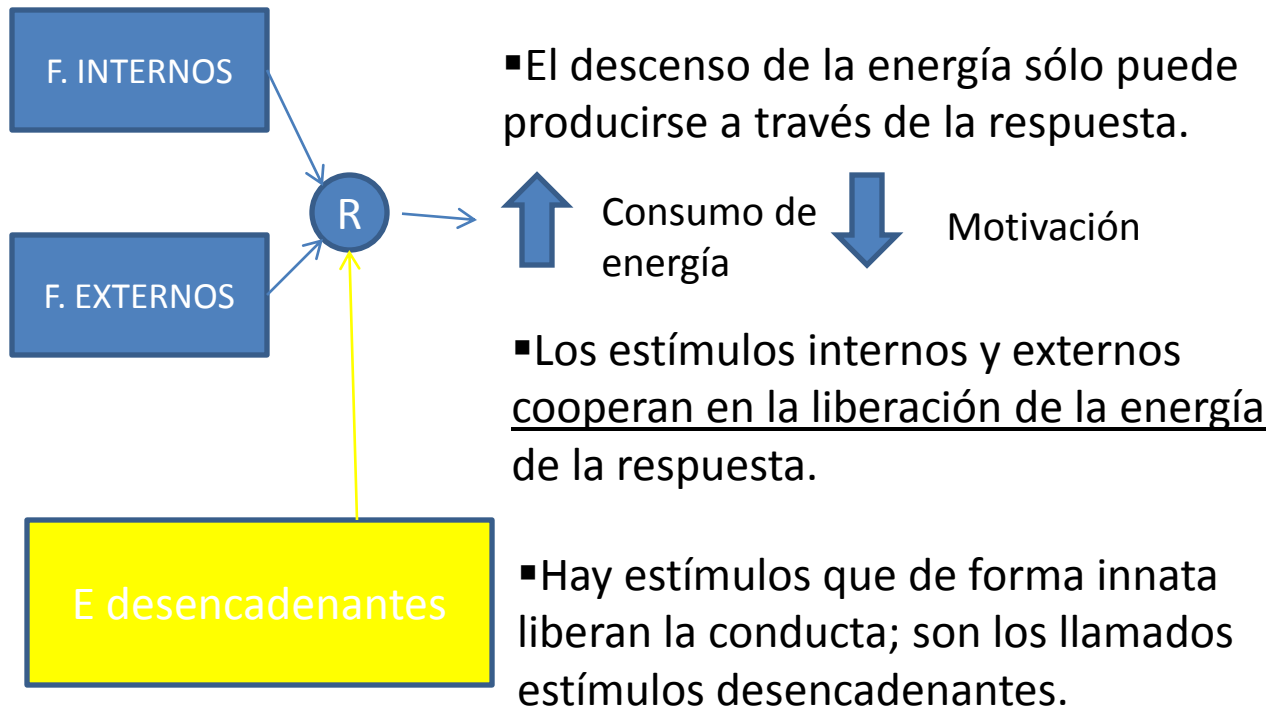 F. INTERNOS
▪El descenso de la energía sólo puede
producirse a través de la respuesta.
R
Consumo de
energía
Motivación
F. EXTERNOS
▪Los estímulos internos y externos
cooperan en la liberación de la energía
de la respuesta.
E desencadenantes
▪Hay estímulos que de forma innata
liberan la conducta; son los llamados
estímulos desencadenantes.